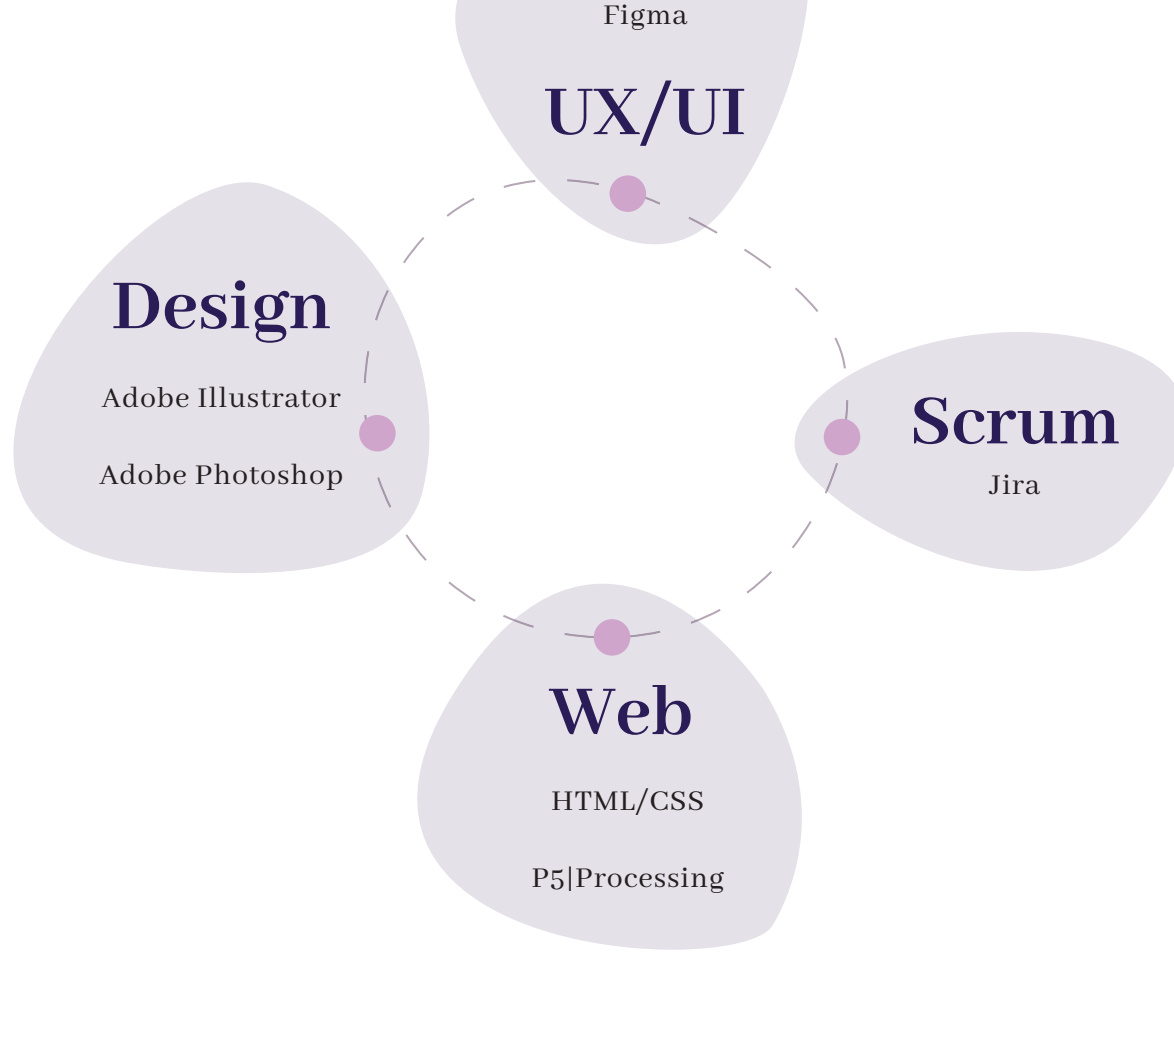 Figma
UX/UI
Design
Adobe Illustrator
Adobe Photoshop
Scrum
Jira
Web
HTML/CSS
P5|Processing